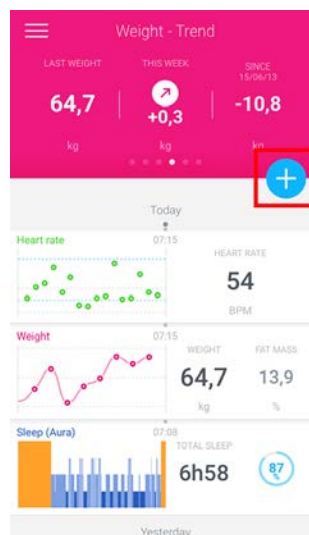 Weight - Trend
LAST WEIGHT THIS WEEK SINCE
15/06/13
64,7 +0,3 -10,8
kg kg kg
Today
Heart rate 07:15
HEART RATE
54
BPM
Weight 07:15
WEIGHT FAT MASS
64,7 13,9
kg %
Sleep (Aura) 07:08
TOTAL SLEEP
6h58 87
%
Yesterday